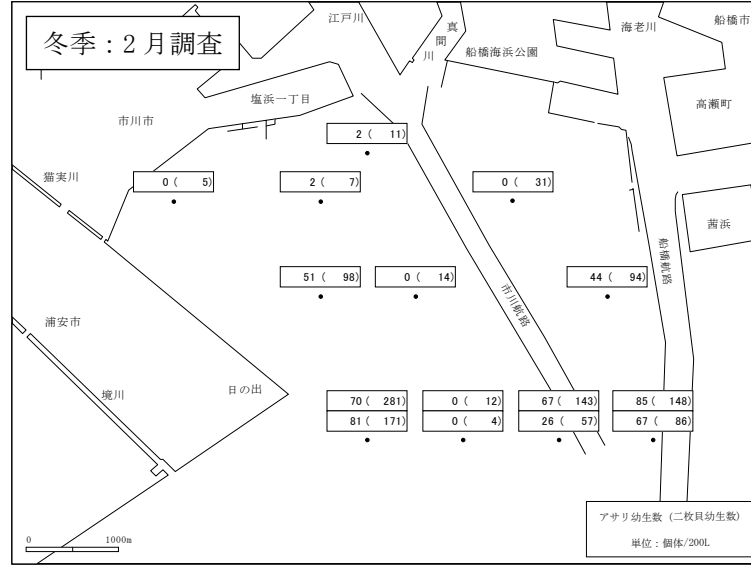 冬季：2月調査
江戸川
真間川
海老川
船橋市
船橋海浜公園
塩浜一丁目
高瀬町
市川市
2 ( 11)
猫実川
0 ( 5)
2 ( 7)
0 ( 31)
茜浜
船橋航路
51 ( 98)
0 ( 14)
44 ( 94)
市川航路
浦安市
境川
日の出
70 ( 281)
0 ( 12)
67 ( 143)
85 ( 148)
81 ( 171)
0 ( 4)
26 ( 57)
67 ( 86)
アサリ幼生数 (二枚貝幼生数)
単位：個体/200L
0 1000m